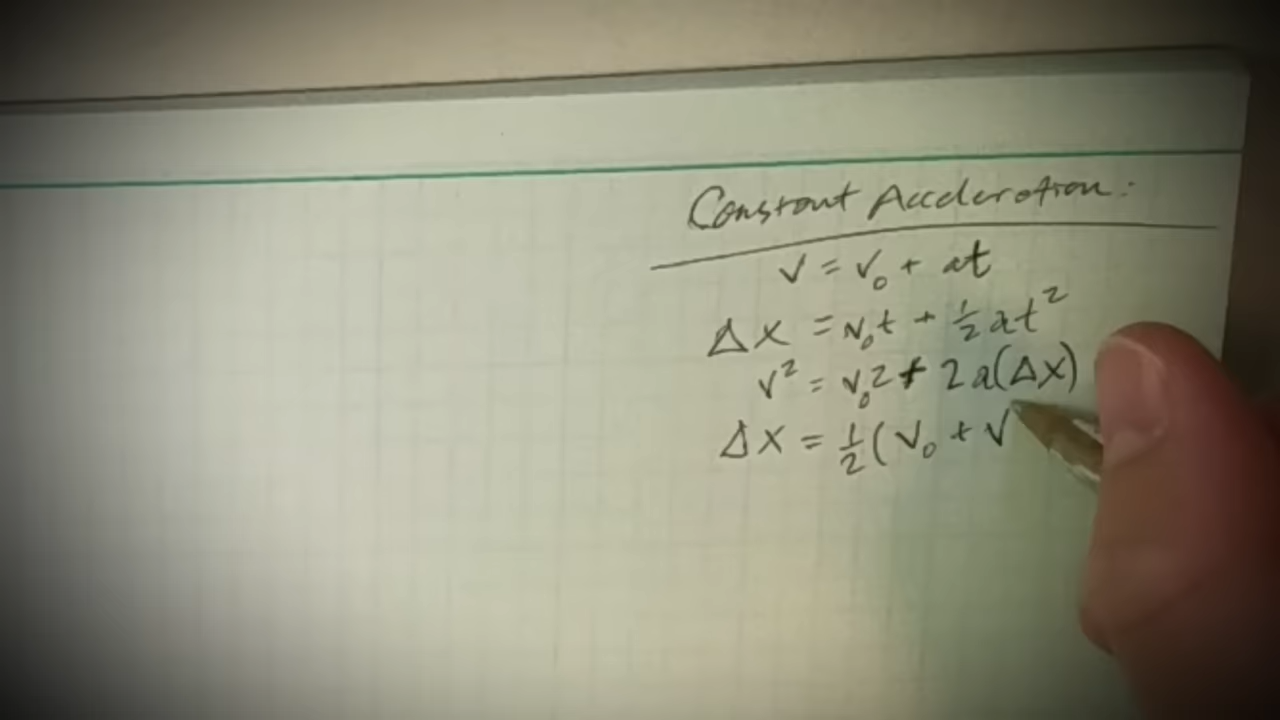 Constant Acceleration:
v = v₀ + at
Δx = v₀t + ½at²
v² = v₀² + 2a(Δx)
Δx = ½(v₀ + v